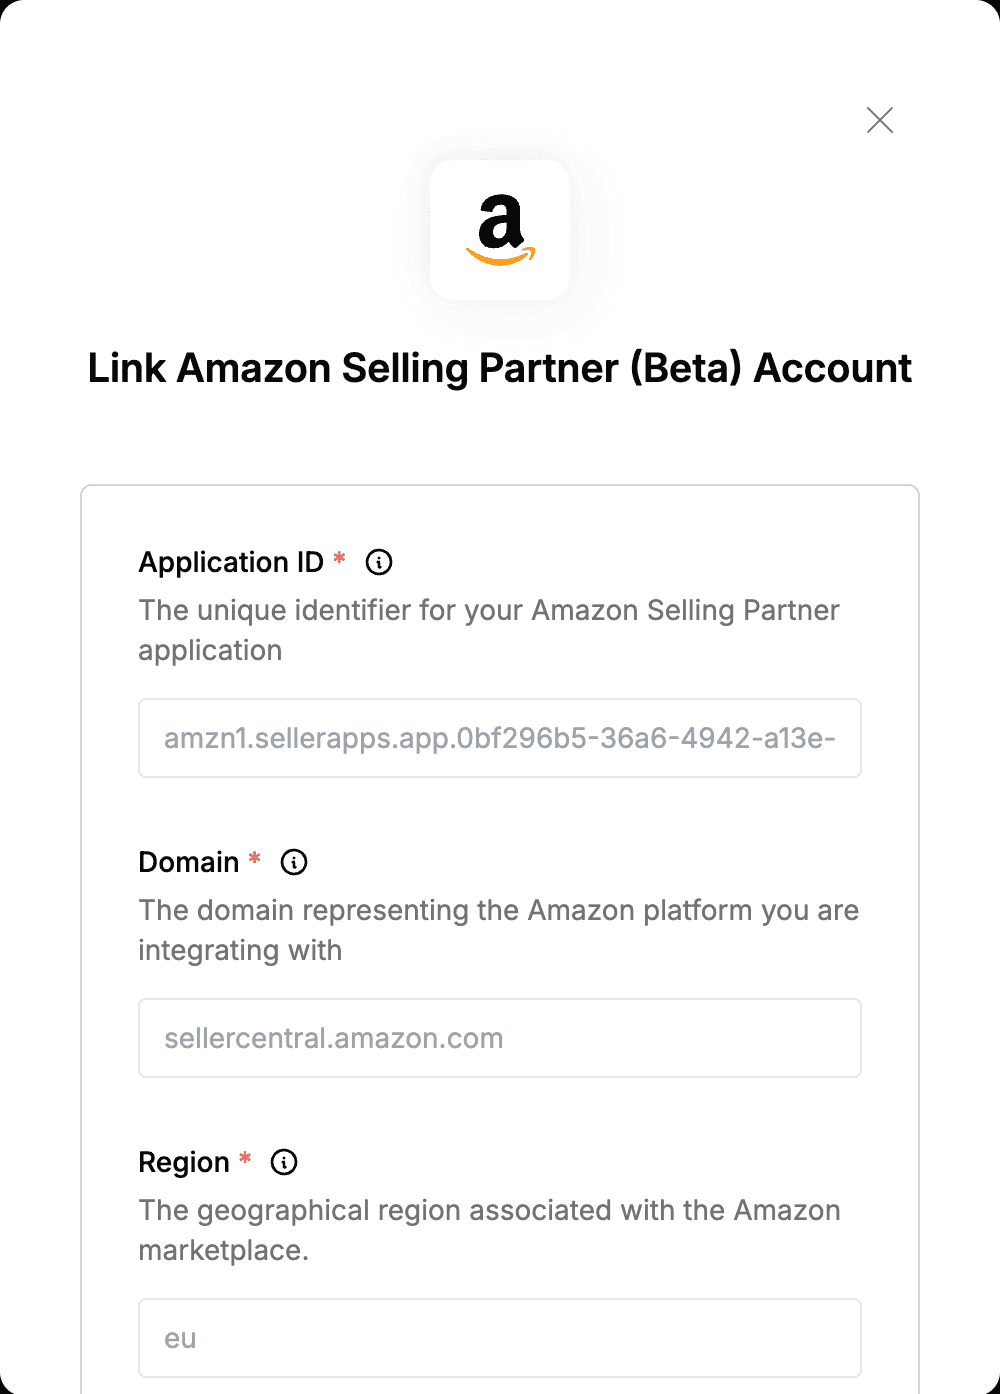 a
Link Amazon Selling Partner (Beta) Account
Application ID *
The unique identifier for your Amazon Selling Partner
application
amzn1.sellerapps.app.0bf296b5-36a6-4942-a13e-
Domain *
The domain representing the Amazon platform you are
integrating with
sellercentral.amazon.com
Region *
The geographical region associated with the Amazon
marketplace.
eu